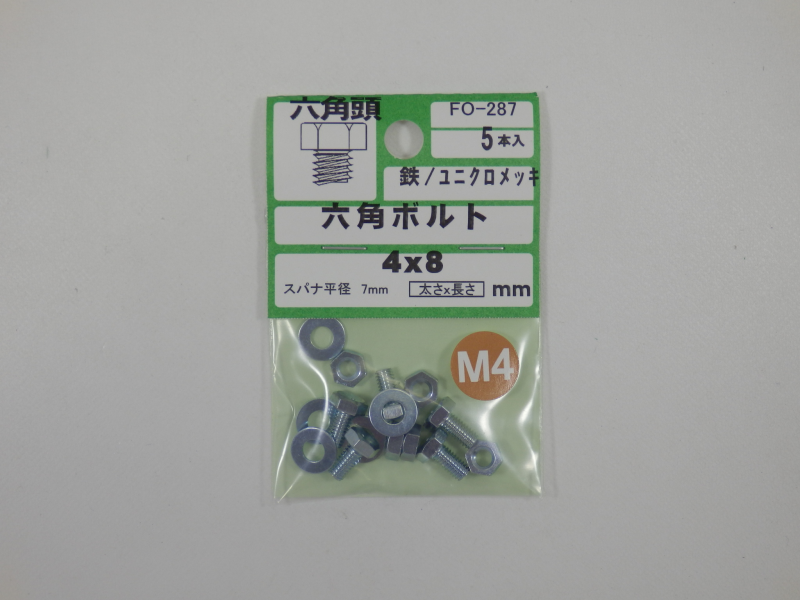 六角頭
FO-287
5本入
鉄/ユニクロメッキ
六角ボルト
4x8
スパナ平径 7mm 太さx長さ mm
M4